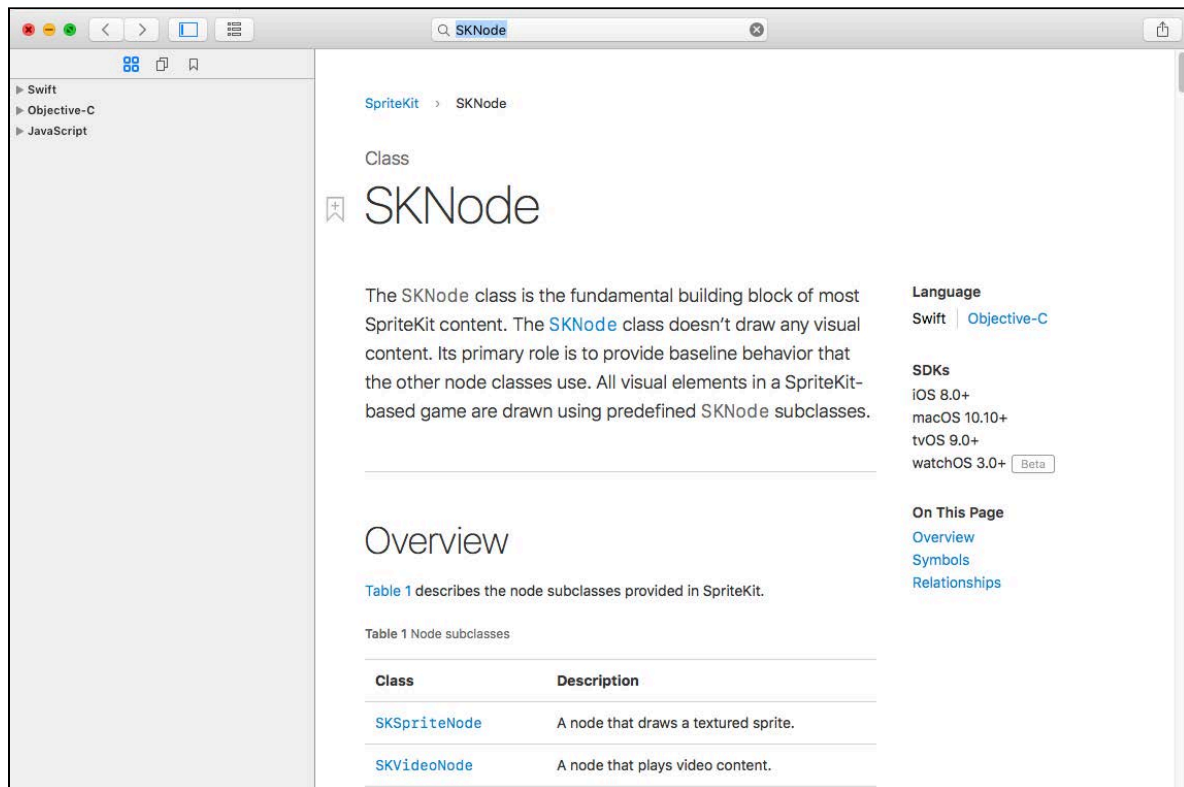 SKNode
Swift
Objective-C
JavaScript
SpriteKit › SKNode
Class
SKNode
The SKNode class is the fundamental building block of most
SpriteKit content. The SKNode class doesn’t draw any visual
content. Its primary role is to provide baseline behavior that
the other node classes use. All visual elements in a SpriteKit-
based game are drawn using predefined SKNode subclasses.
Language
Swift Objective-C
SDKs
iOS 8.0+
macOS 10.10+
tvOS 9.0+
watchOS 3.0+ Beta
On This Page
Overview
Symbols
Relationships
Overview
Table 1 describes the node subclasses provided in SpriteKit.
Table 1 Node subclasses
Class Description
SKSpriteNode A node that draws a textured sprite.
SKVideoNode A node that plays video content.